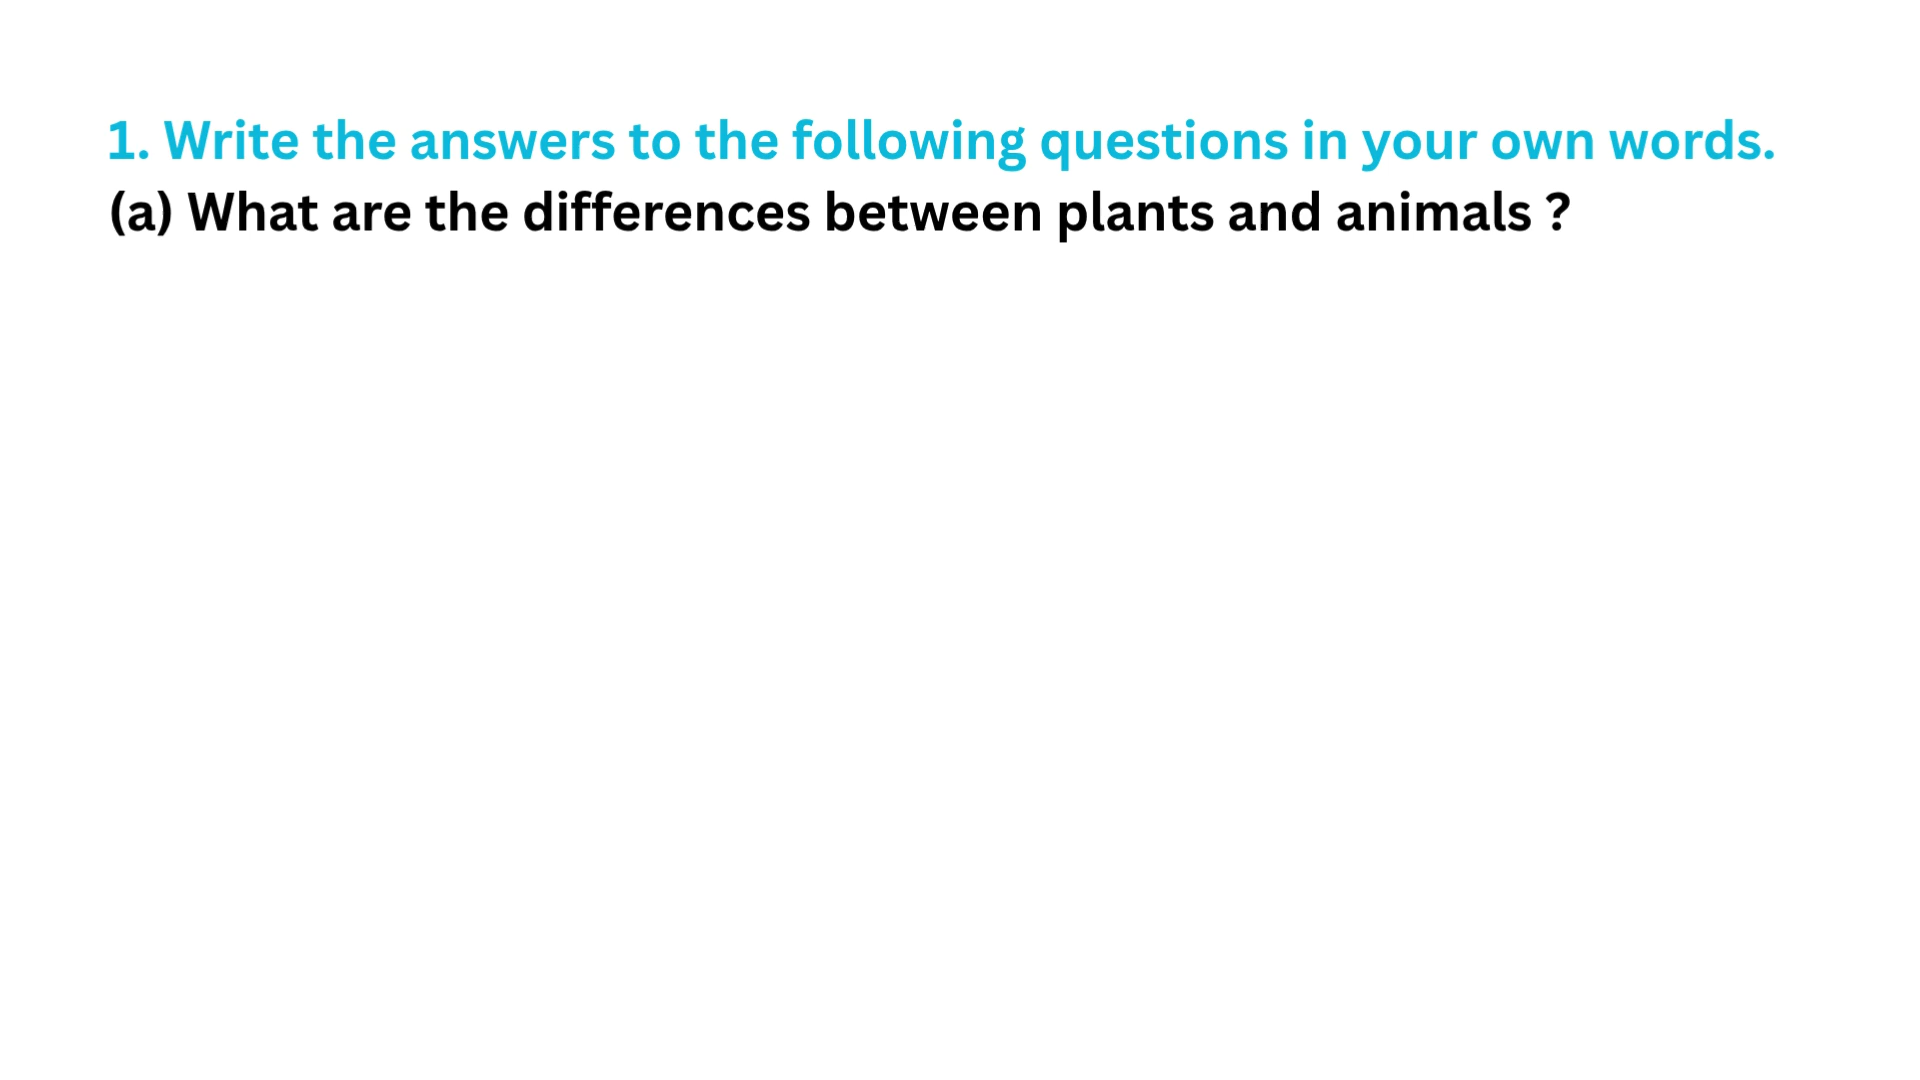 1. Write the answers to the following questions in your own words.
(a) What are the differences between plants and animals ?